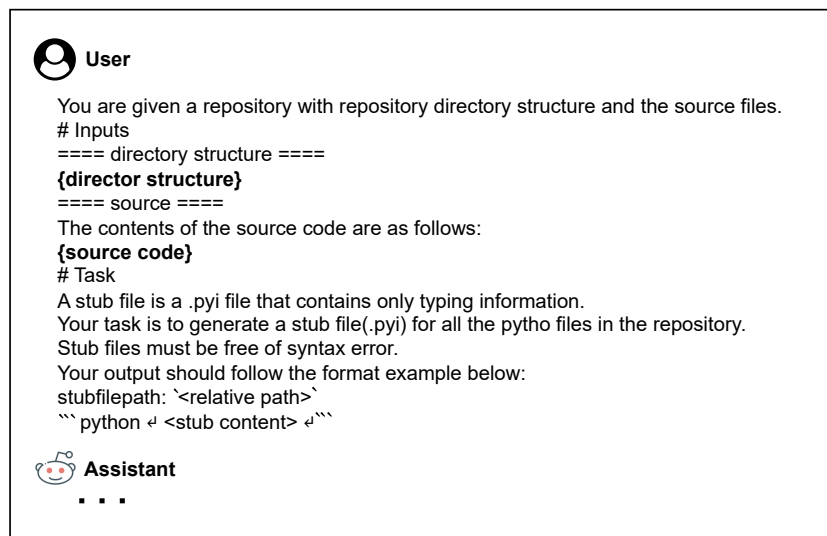 User
You are given a repository with repository directory structure and the source files.
# Inputs
==== directory structure ====
{director structure}
==== source ====
The contents of the source code are as follows:
{source code}
# Task
A stub file is a .pyi file that contains only typing information.
Your task is to generate a stub file(.pyi) for all the pytho files in the repository.
Stub files must be free of syntax error.
Your output should follow the format example below:
stubfilepath: `<relative path>`
``` python ↵ <stub content> ↵```
Assistant
. . .